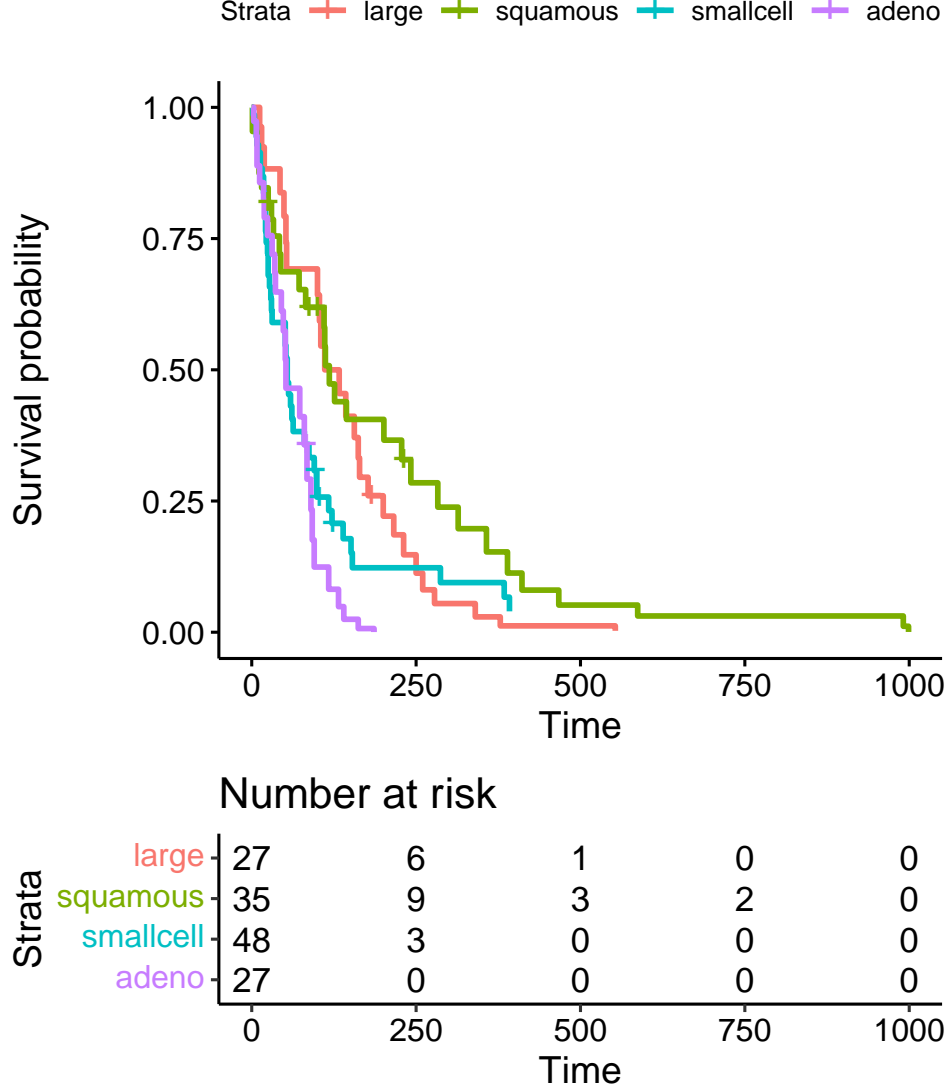 Strata large squamous smallcell adeno
Survival probability
1.00
0.75
0.50
0.25
0.00
0 250 500 750 1000
Time
Number at risk
Strata
large 27 6 1 0 0
squamous 35 9 3 2 0
smallcell 48 3 0 0 0
adeno 27 0 0 0 0
0 250 500 750 1000
Time